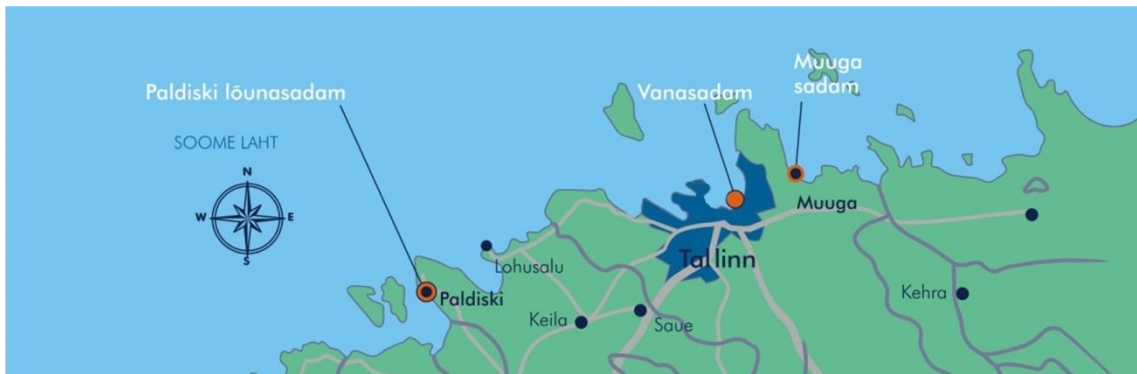 Paldiski lõunasadam
Vanasadam
Muuga
sadam
SOOME LAHT
N
W
E
S
Muuga
Tallinn
Lohusalu
Paldiski
Kehra
Keila
Saue